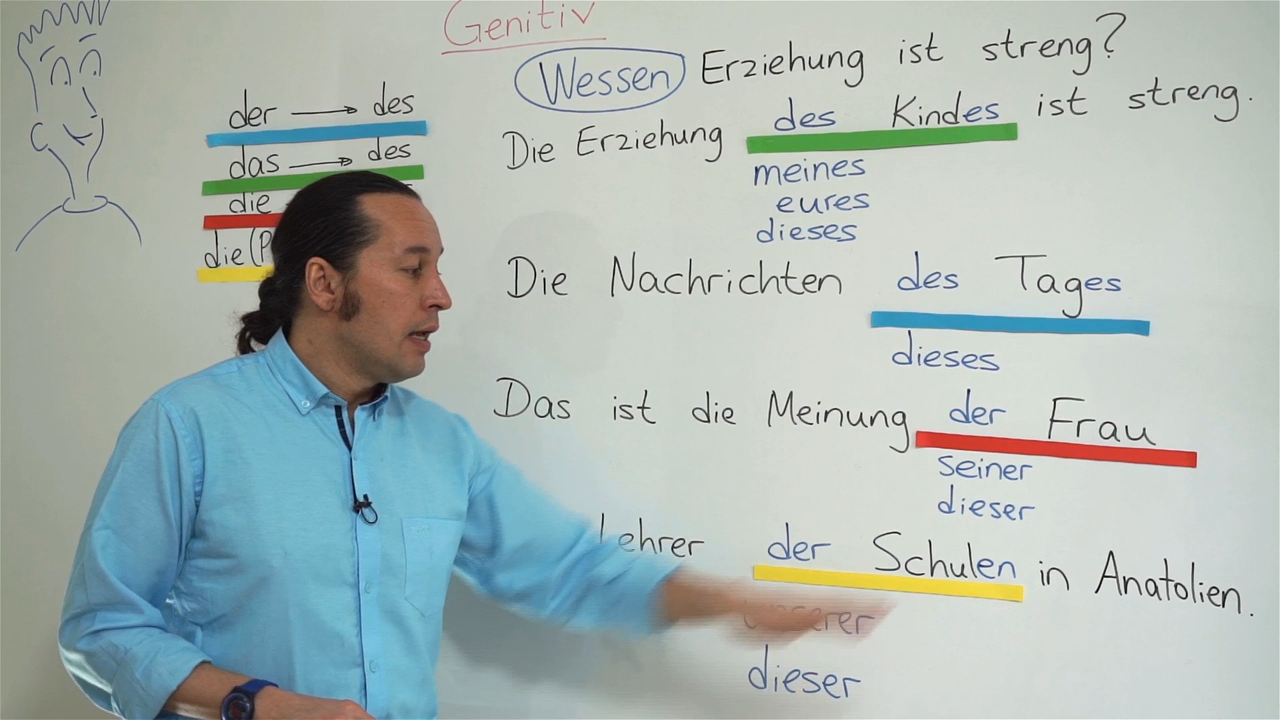 Genitiv
Wessen Erziehung ist streng?
Die Erziehung des Kindes ist streng.
meines
eures
dieses
Die Nachrichten des Tages
dieses
Das ist die Meinung der Frau
seiner
dieser
Lehrer der Schulen in Anatolien.
dieser
der → des
das → des
die
die (P